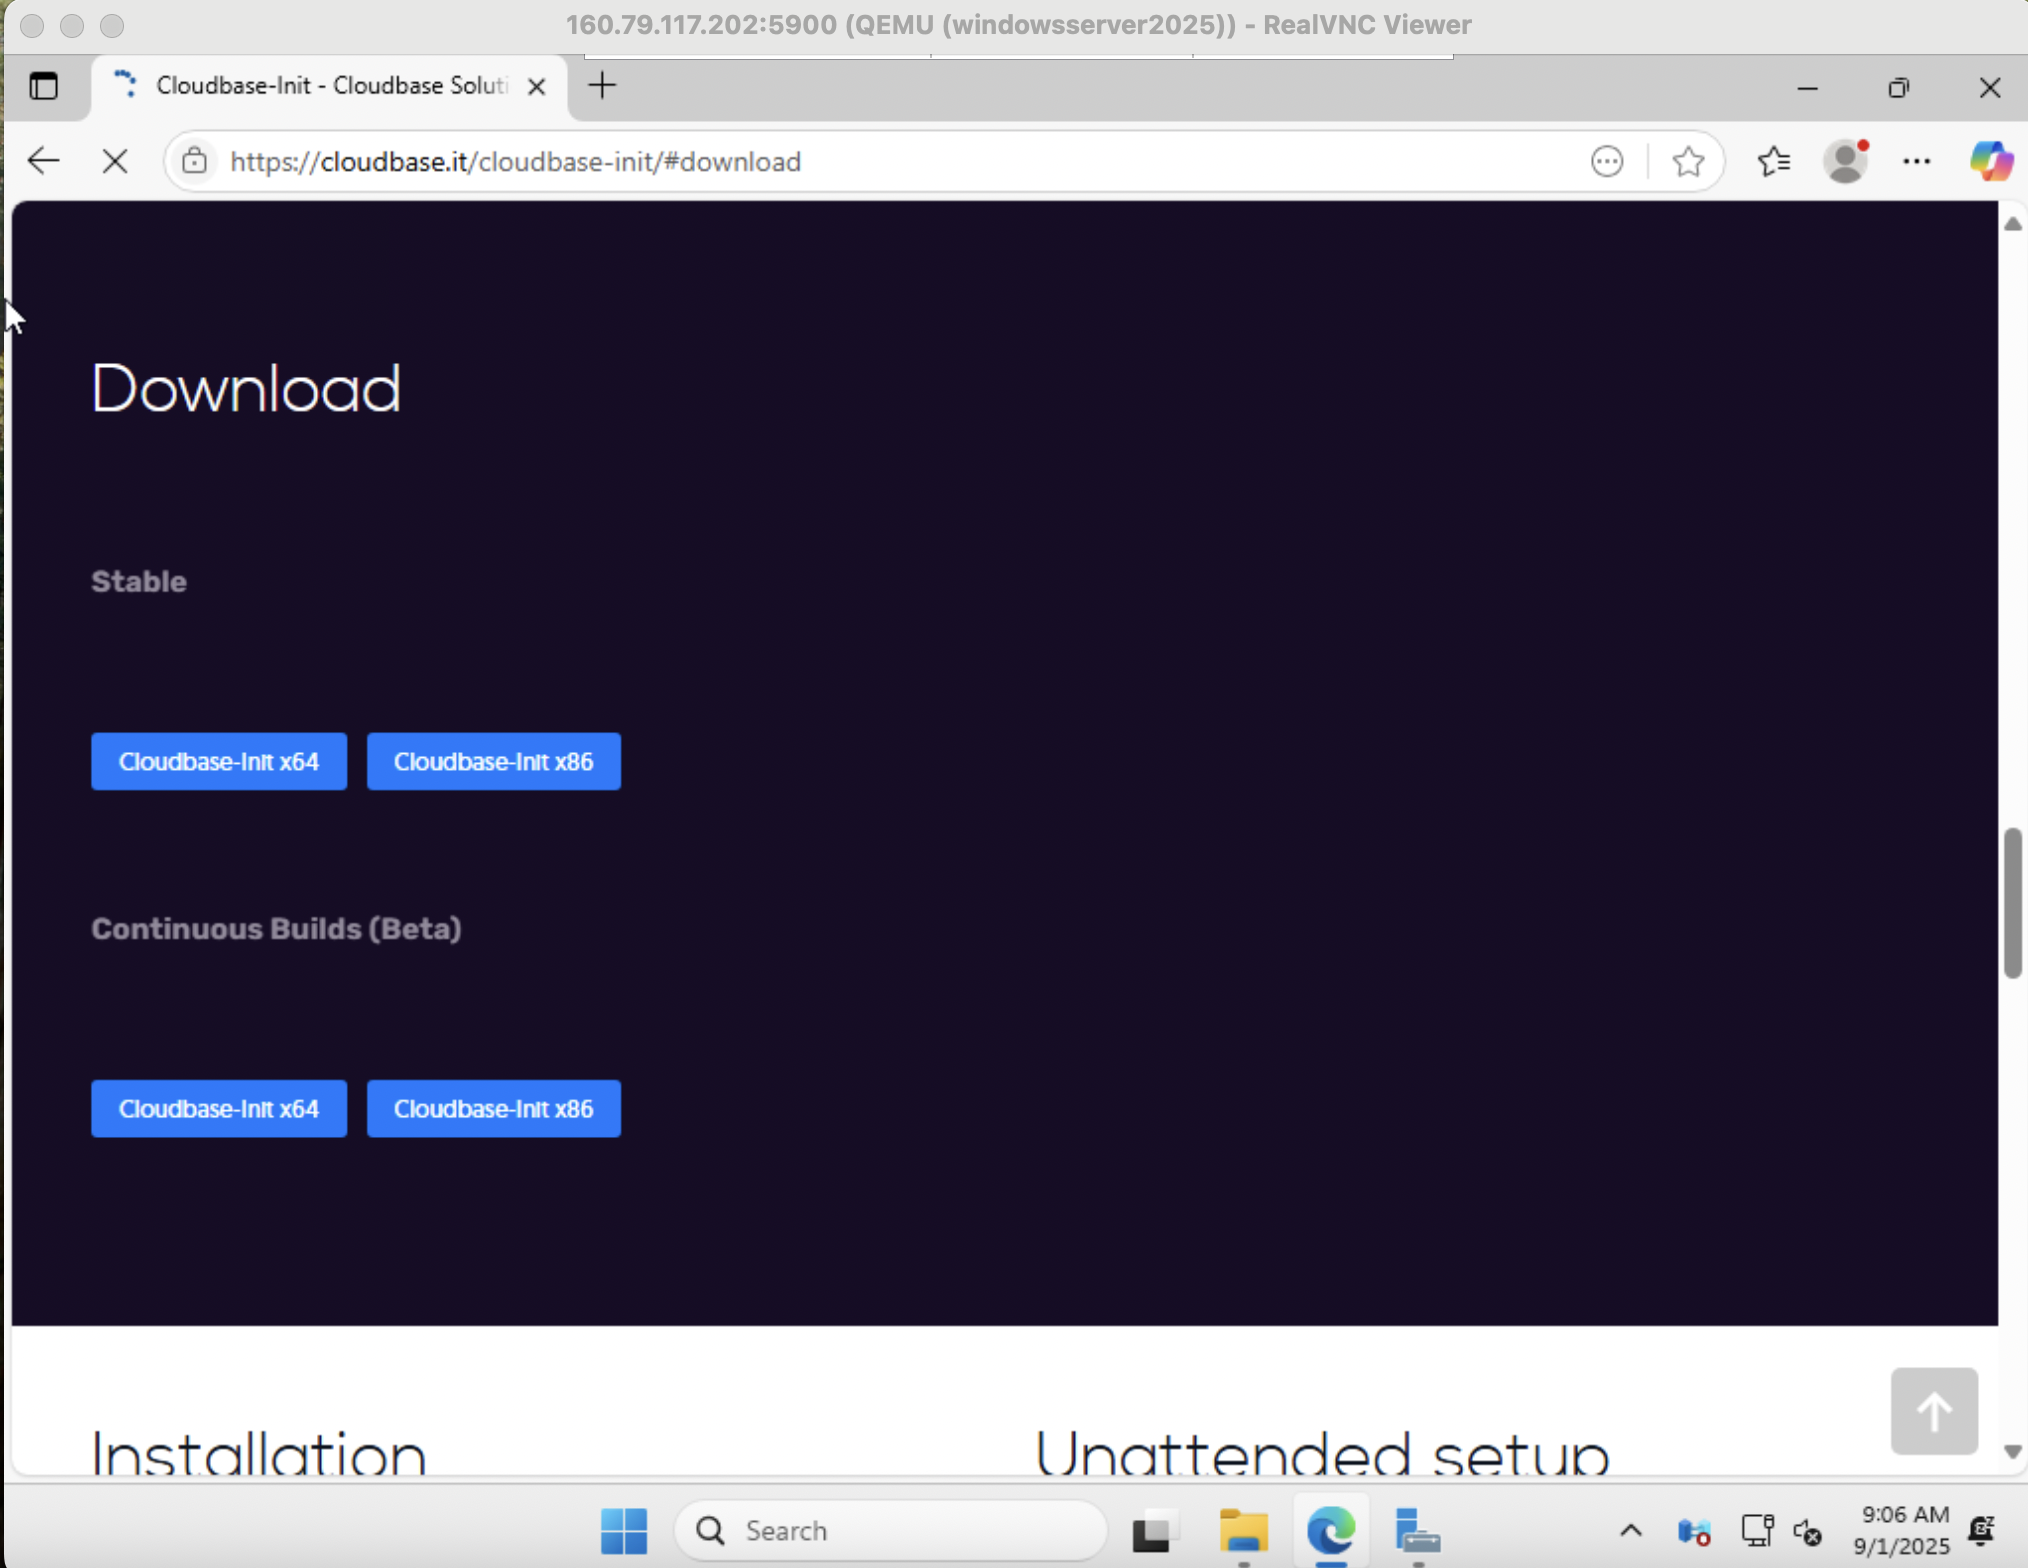 160.79.117.202:5900 (QEMU (windowsserver2025)) - RealVNC Viewer
Cloudbase-Init - Cloudbase Soluti
https://cloudbase.it/cloudbase-init/#download
Download
Stable
Cloudbase-Init x64
Cloudbase-Init x86
Continuous Builds (Beta)
Cloudbase-Init x64
Cloudbase-Init x86
Installation
Unattended setup
Search
9:06 AM
9/1/2025